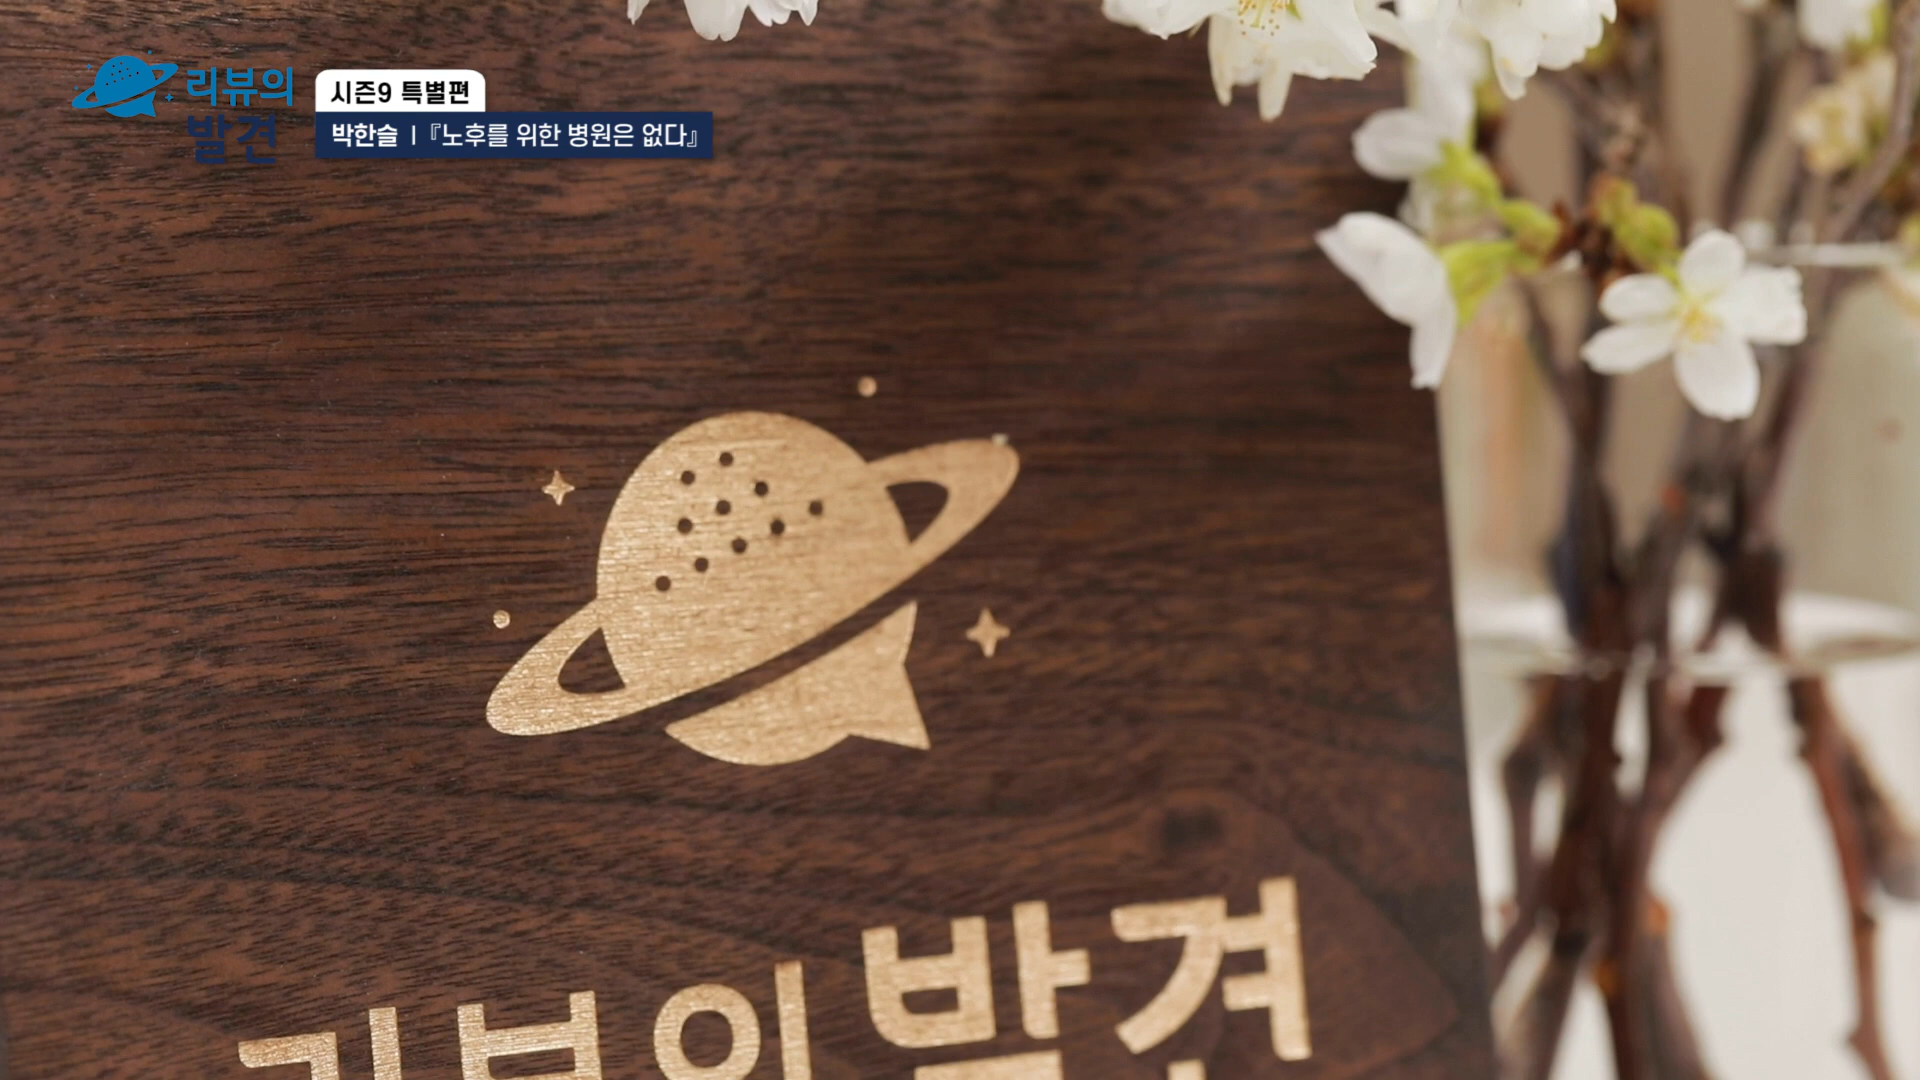 리뷰의
발견
시즌9 특별편
박한슬 | 『노후를 위한 병원은 없다』
리뷰의 발견